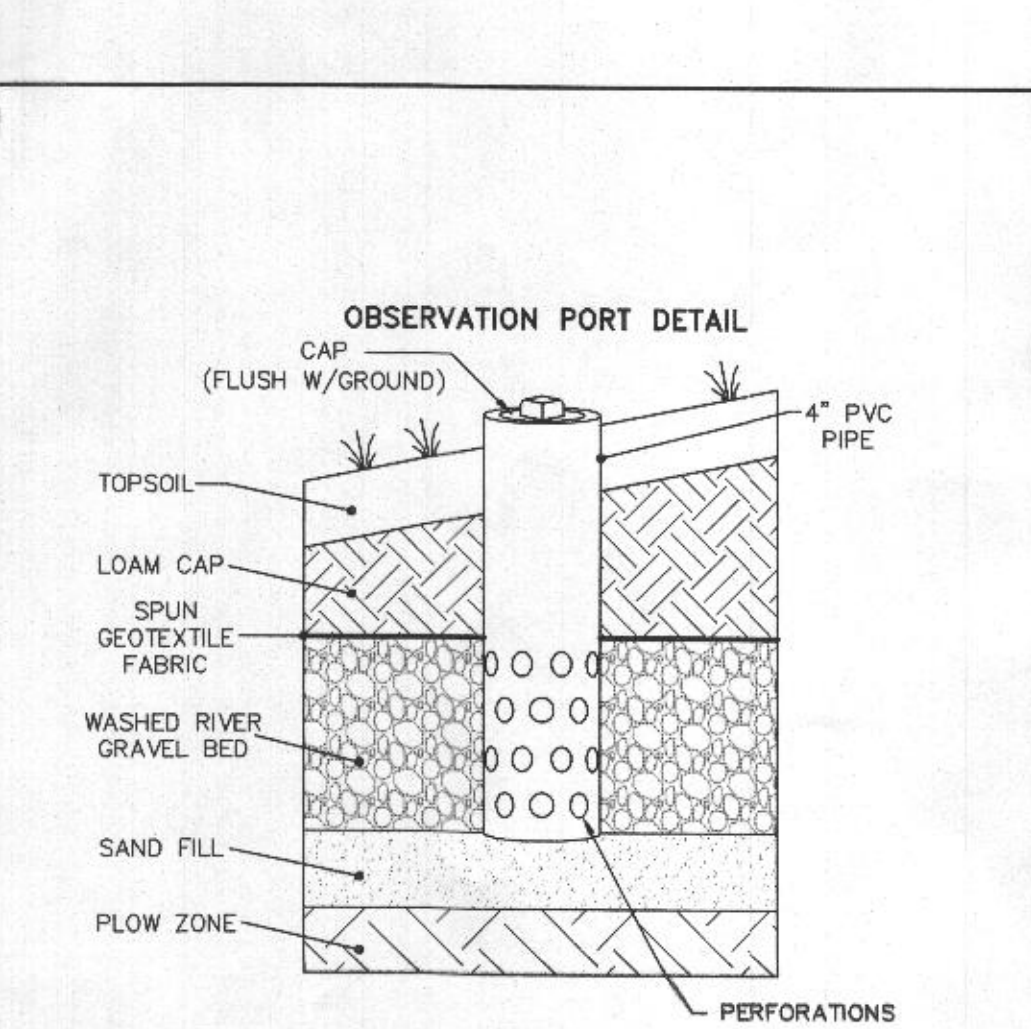 OBSERVATION PORT DETAIL
CAP
(FLUSH W/GROUND)
4" PVC
PIPE
TOPSOIL
LOAM CAP
SPUN
GEOTEXTILE
FABRIC
WASHED RIVER
GRAVEL BED
SAND FILL
PLOW ZONE
PERFORATIONS